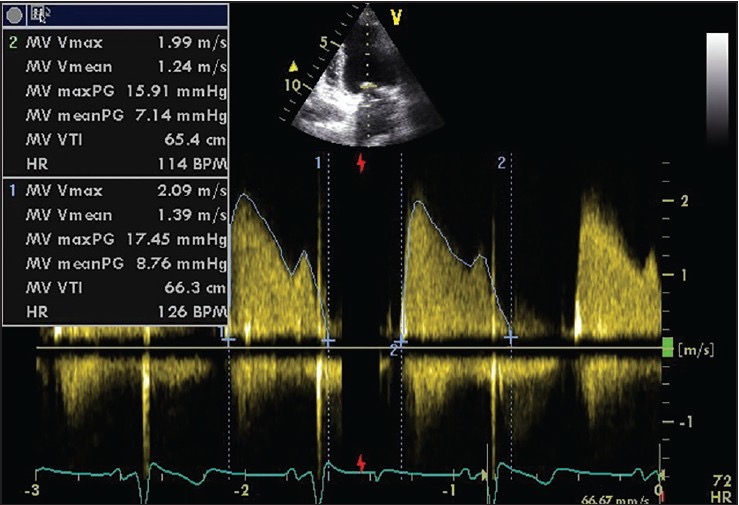 2 MV Vmax 1.99 m/s
MV Vmean 1.24 m/s
MV maxPG 15.91 mmHg
MV meanPG 7.14 mmHg
MV VTI 65.4 cm
HR 114 BPM
1 MV Vmax 2.09 m/s
MV Vmean 1.39 m/s
MV maxPG 17.45 mmHg
MV meanPG 8.76 mmHg
MV VTI 66.3 cm
HR 126 BPM
V
5
10
1 2
2
1
[m/s]
-1
1
2
-3 -2 -1 0
66.67 mm/s
72
HR